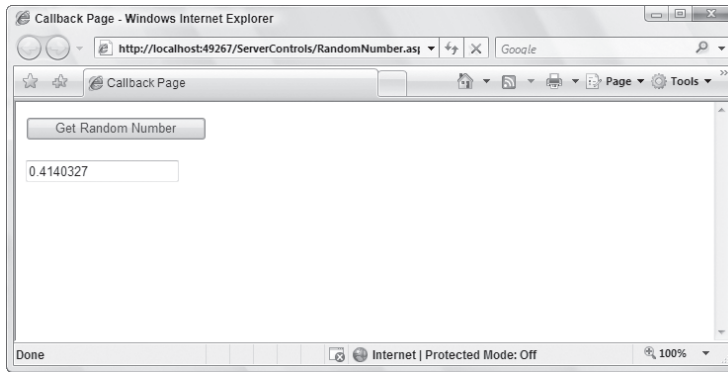 Callback Page - Windows Internet Explorer
http://localhost:49267/ServerControls/RandomNumber.asp
Google
Callback Page
Page
Tools
Get Random Number
0.4140327
Done
Internet | Protected Mode: Off
100%